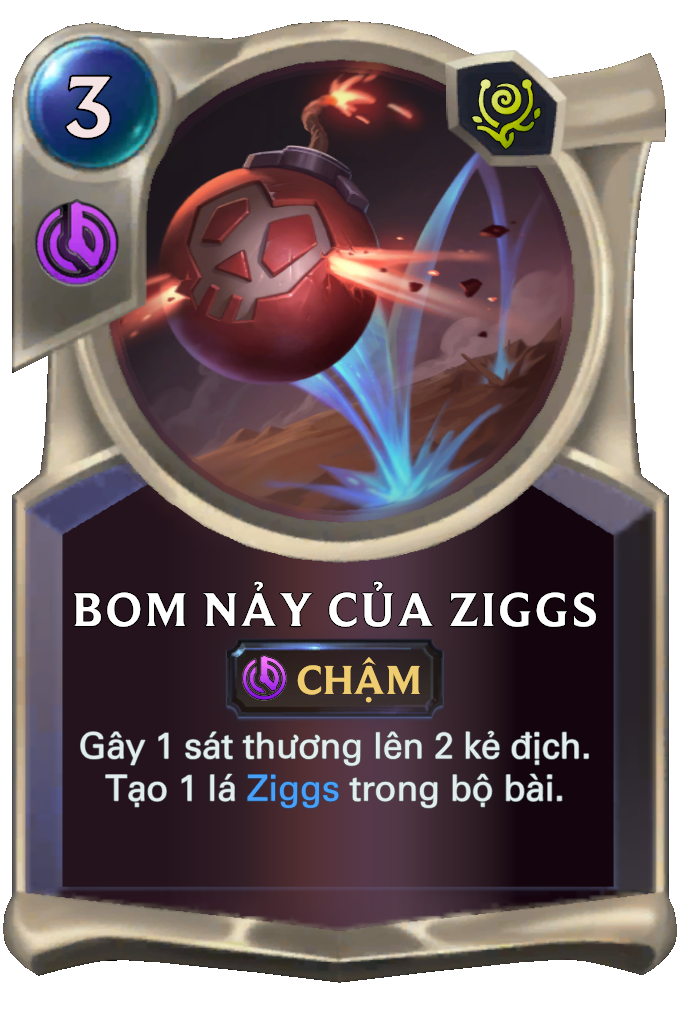 3
BOM NẢY CỦA ZIGGS
CHẬM
Gây 1 sát thương lên 2 kẻ địch.
Tạo 1 lá Ziggs trong bộ bài.